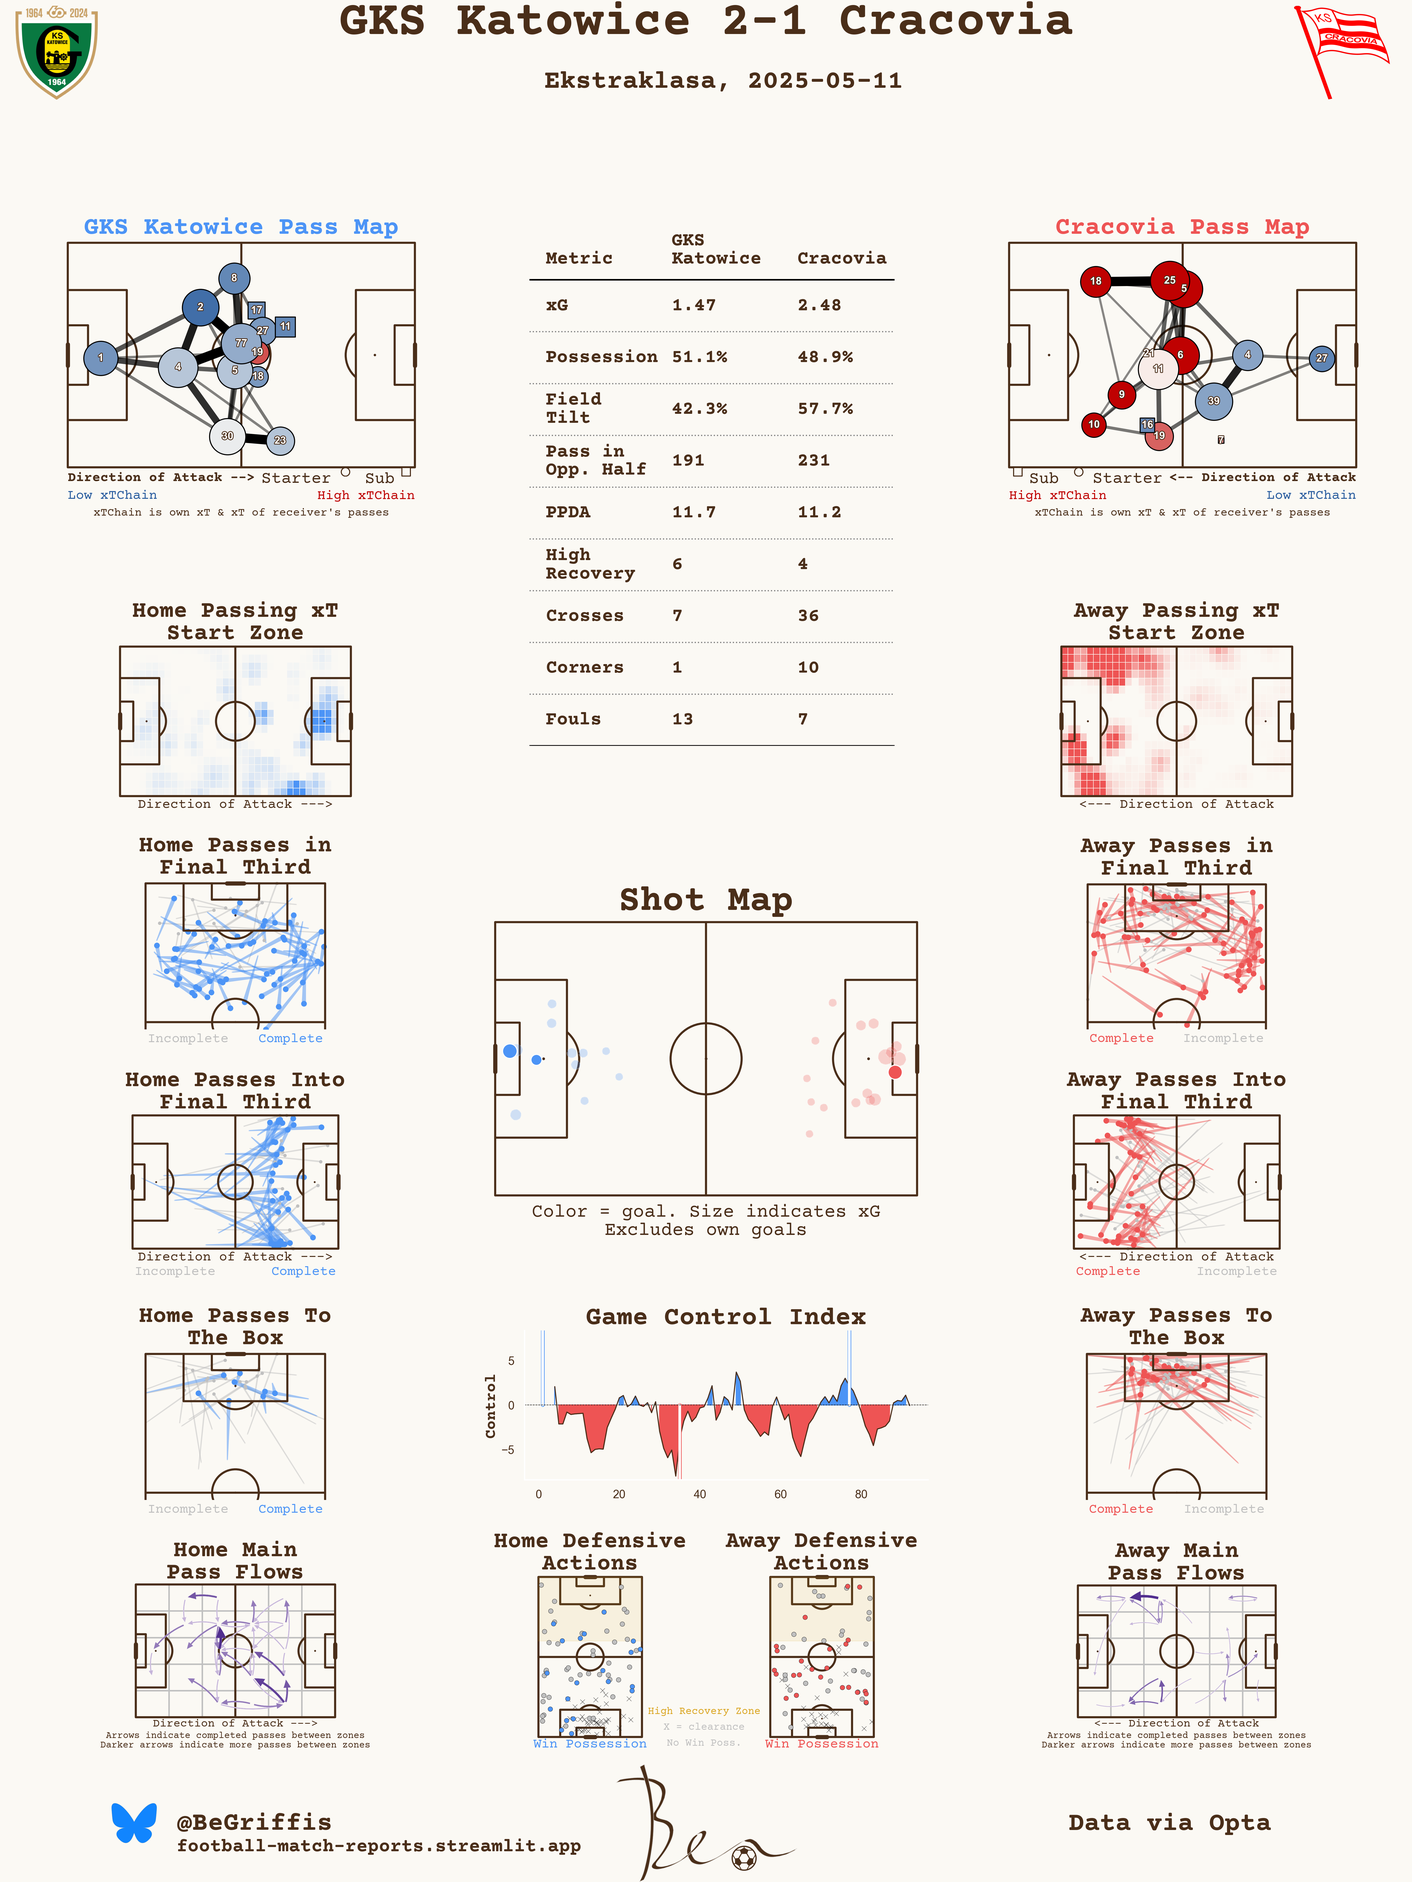 GKS Katowice 2-1 Cracovia
Ekstraklasa, 2025-05-11
1964 2024
KS
KATOWICE
G
1964
KS
CRACOVIA
GKS Katowice Pass Map
8
2
17
11
27
77
19
1
4
5
18
30
23
Direction of Attack --> Starter Sub
Low xTChain High xTChain
xTChain is own xT & xT of receiver's passes
Metric GKS Katowice Cracovia
xG 1.47 2.48
Possession 51.1% 48.9%
Field Tilt 42.3% 57.7%
Pass in Opp. Half 191 231
PPDA 11.7 11.2
High Recovery 6 4
Crosses 7 36
Corners 1 10
Fouls 13 7
Cracovia Pass Map
18
25
5
21
6
4
27
11
9
39
10
16
19
7
Sub Starter <-- Direction of Attack
High xTChain Low xTChain
xTChain is own xT & xT of receiver's passes
Home Passing xT
Start Zone
Direction of Attack --->
Away Passing xT
Start Zone
<--- Direction of Attack
Home Passes in
Final Third
Incomplete Complete
Away Passes in
Final Third
Complete Incomplete
Shot Map
Color = goal. Size indicates xG
Excludes own goals
Home Passes Into
Final Third
Direction of Attack --->
Incomplete Complete
Away Passes Into
Final Third
<--- Direction of Attack
Complete Incomplete
Home Passes To
The Box
Incomplete Complete
Game Control Index
Control
5
0
−5
0 20 40 60 80
Away Passes To
The Box
Complete Incomplete
Home Main
Pass Flows
Direction of Attack --->
Arrows indicate completed passes between zones
Darker arrows indicate more passes between zones
Home Defensive
Actions
Win Possession
Away Defensive
Actions
Win Possession
High Recovery Zone
X = clearance
No Win Poss.
Away Main
Pass Flows
<--- Direction of Attack
Arrows indicate completed passes between zones
Darker arrows indicate more passes between zones
@BeGriffis
football-match-reports.streamlit.app
Ben
Data via Opta